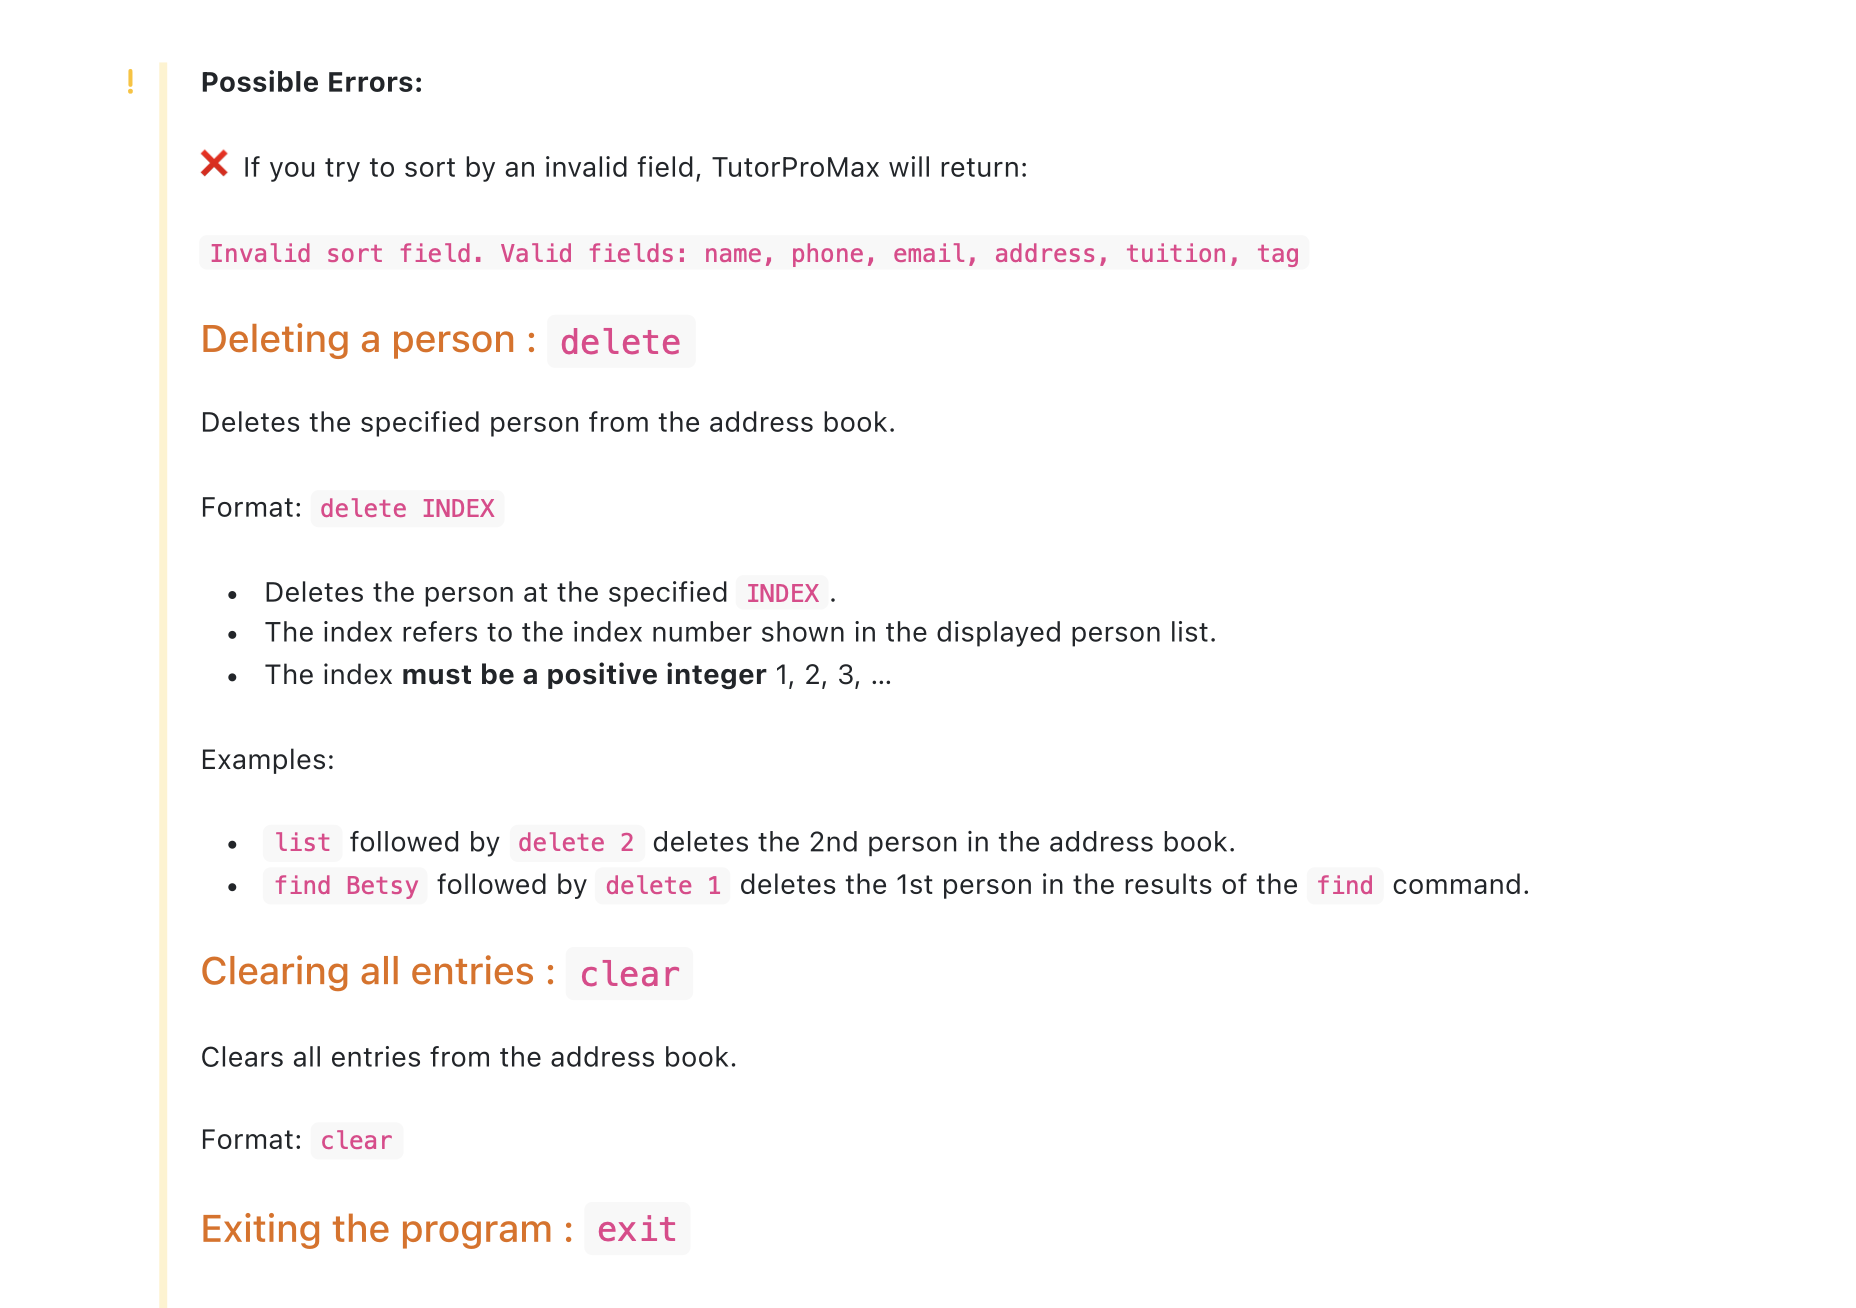 !
Possible Errors:
❌ If you try to sort by an invalid field, TutorProMax will return:
Invalid sort field. Valid fields: name, phone, email, address, tuition, tag
Deleting a person : delete
Deletes the specified person from the address book.
Format: delete INDEX
• Deletes the person at the specified INDEX.
• The index refers to the index number shown in the displayed person list.
• The index must be a positive integer 1, 2, 3, …
Examples:
• list followed by delete 2 deletes the 2nd person in the address book.
• find Betsy followed by delete 1 deletes the 1st person in the results of the find command.
Clearing all entries : clear
Clears all entries from the address book.
Format: clear
Exiting the program : exit